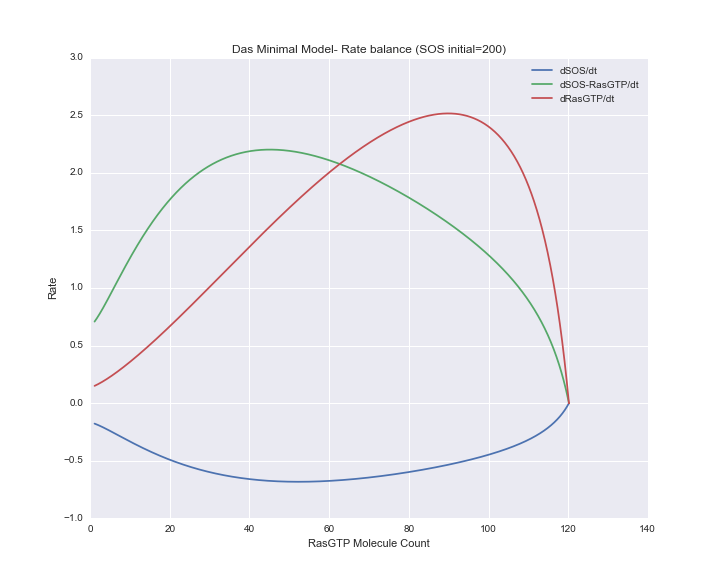 Das Minimal Model- Rate balance (SOS initial=200)
dSOS/dt
dSOS-RasGTP/dt
dRasGTP/dt
3.0
2.5
2.0
1.5
1.0
0.5
0.0
−0.5
−1.0
Rate
0 20 40 60 80 100 120 140
RasGTP Molecule Count